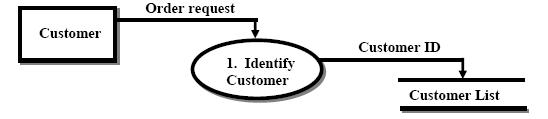 Order request
Customer
Customer ID
1. Identify
Customer
Customer List